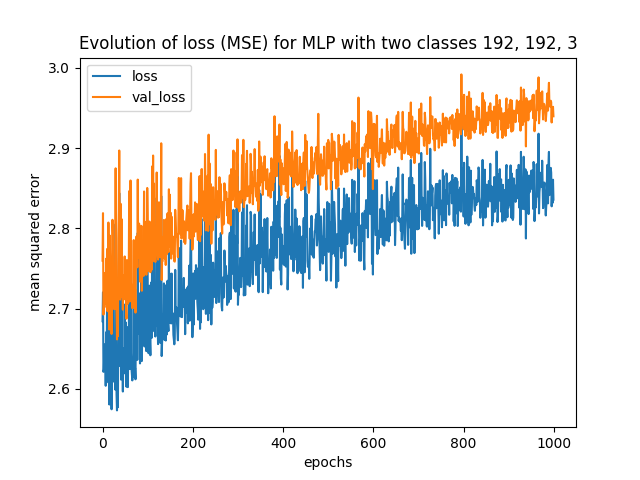 Evolution of loss (MSE) for MLP with two classes 192, 192, 3
loss
val_loss
mean squared error
3.0
2.9
2.8
2.7
2.6
0 200 400 600 800 1000
epochs